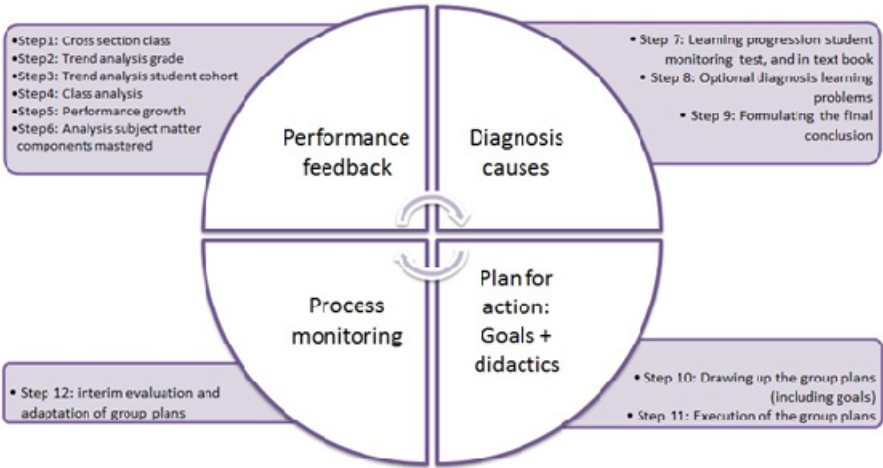 •Step1: Cross section class
•Step2: Trend analysis grade
•Step3: Trend analysis student cohort
•Step4: Class analysis
•Step5: Performance growth
•Step6: Analysis subject matter
components mastered
Performance
feedback
• Step 7: Learning progression student
monitoring test, and in text book
• Step 8: Optional diagnosis learning
problems
• Step 9: Formulating the final
conclusion
Diagnosis
causes
Process
monitoring
• Step 12: interim evaluation and
adaptation of group plans
Plan for
action:
Goals +
didactics
• Step 10: Drawing up the group plans
(including goals)
• Step 11: Execution of the group plans